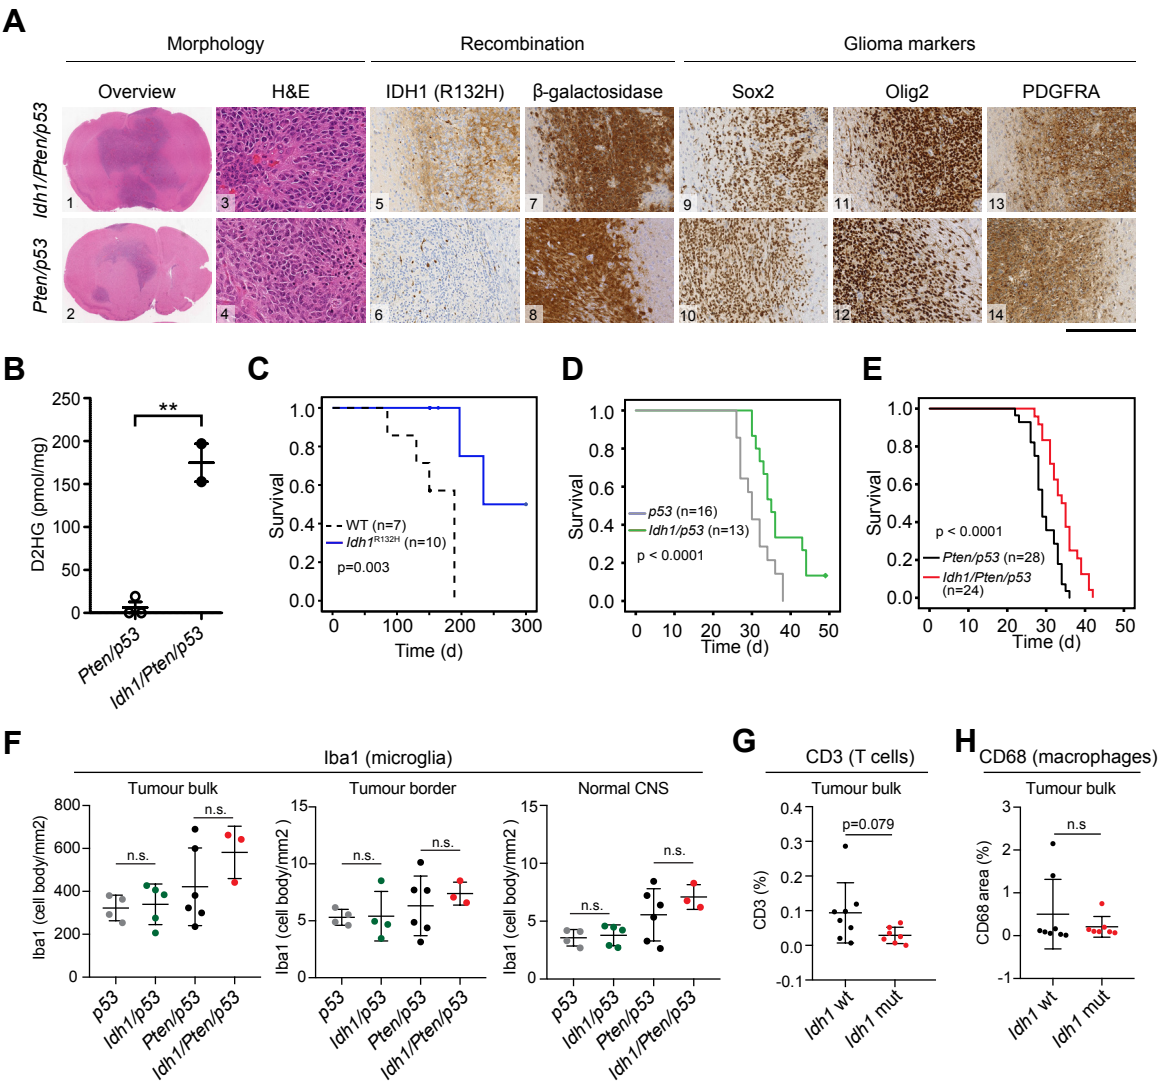 A
Morphology
Recombination
Glioma markers
Overview
H&E
IDH1 (R132H)
β-galactosidase
Sox2
Olig2
PDGFRA
Idh1/Pten/p53
1
3
5
7
9
11
13
Pten/p53
2
4
6
8
10
12
14
B
D2HG (pmol/mg)
250
200
150
100
50
0
**
Pten/p53
Idh1/Pten/p53
C
Survival
1.0
0.8
0.6
0.4
0.2
0.0
WT (n=7)
Idh1R132H (n=10)
p=0.003
0 100 200 300
Time (d)
D
Survival
1.0
0.8
0.6
0.4
0.2
0.0
p53 (n=16)
Idh1/p53 (n=13)
p < 0.0001
0 10 20 30 40 50
Time (d)
E
Survival
1.0
0.8
0.6
0.4
0.2
0.0
p < 0.0001
Pten/p53 (n=28)
Idh1/Pten/p53
(n=24)
0 10 20 30 40 50
Time (d)
F
Iba1 (microglia)
Tumour bulk
Iba1 (cell body/mm2)
800
600
400
200
0
n.s.
n.s.
p53
Idh1/p53
Pten/p53
Idh1/Pten/p53
Tumour border
Iba1 (cell body/mm2 )
15
10
5
0
n.s.
n.s.
p53
Idh1/p53
Pten/p53
Idh1/Pten/p53
Normal CNS
Iba1 (cell body/mm2 )
15
10
5
0
n.s.
n.s.
p53
Idh1/p53
Pten/p53
Idh1/Pten/p53
G
CD3 (T cells)
Tumour bulk
CD3 (%)
0.4
0.3
0.2
0.1
0.0
-0.1
p=0.079
Idh1 wt
Idh1 mut
H
CD68 (macrophages)
Tumour bulk
CD68 area (%)
3
2
1
0
-1
n.s
Idh1 wt
Idh1 mut